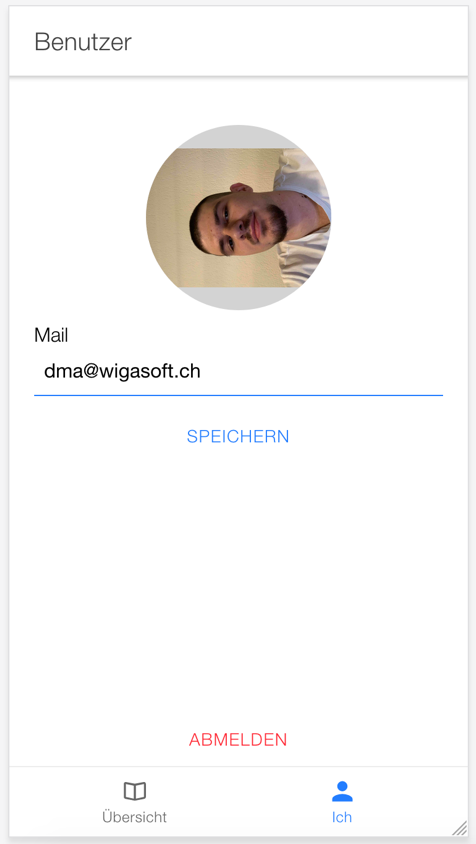 Benutzer
Mail
dma@wigasoft.ch
SPEICHERN
ABMELDEN
Übersicht
Ich